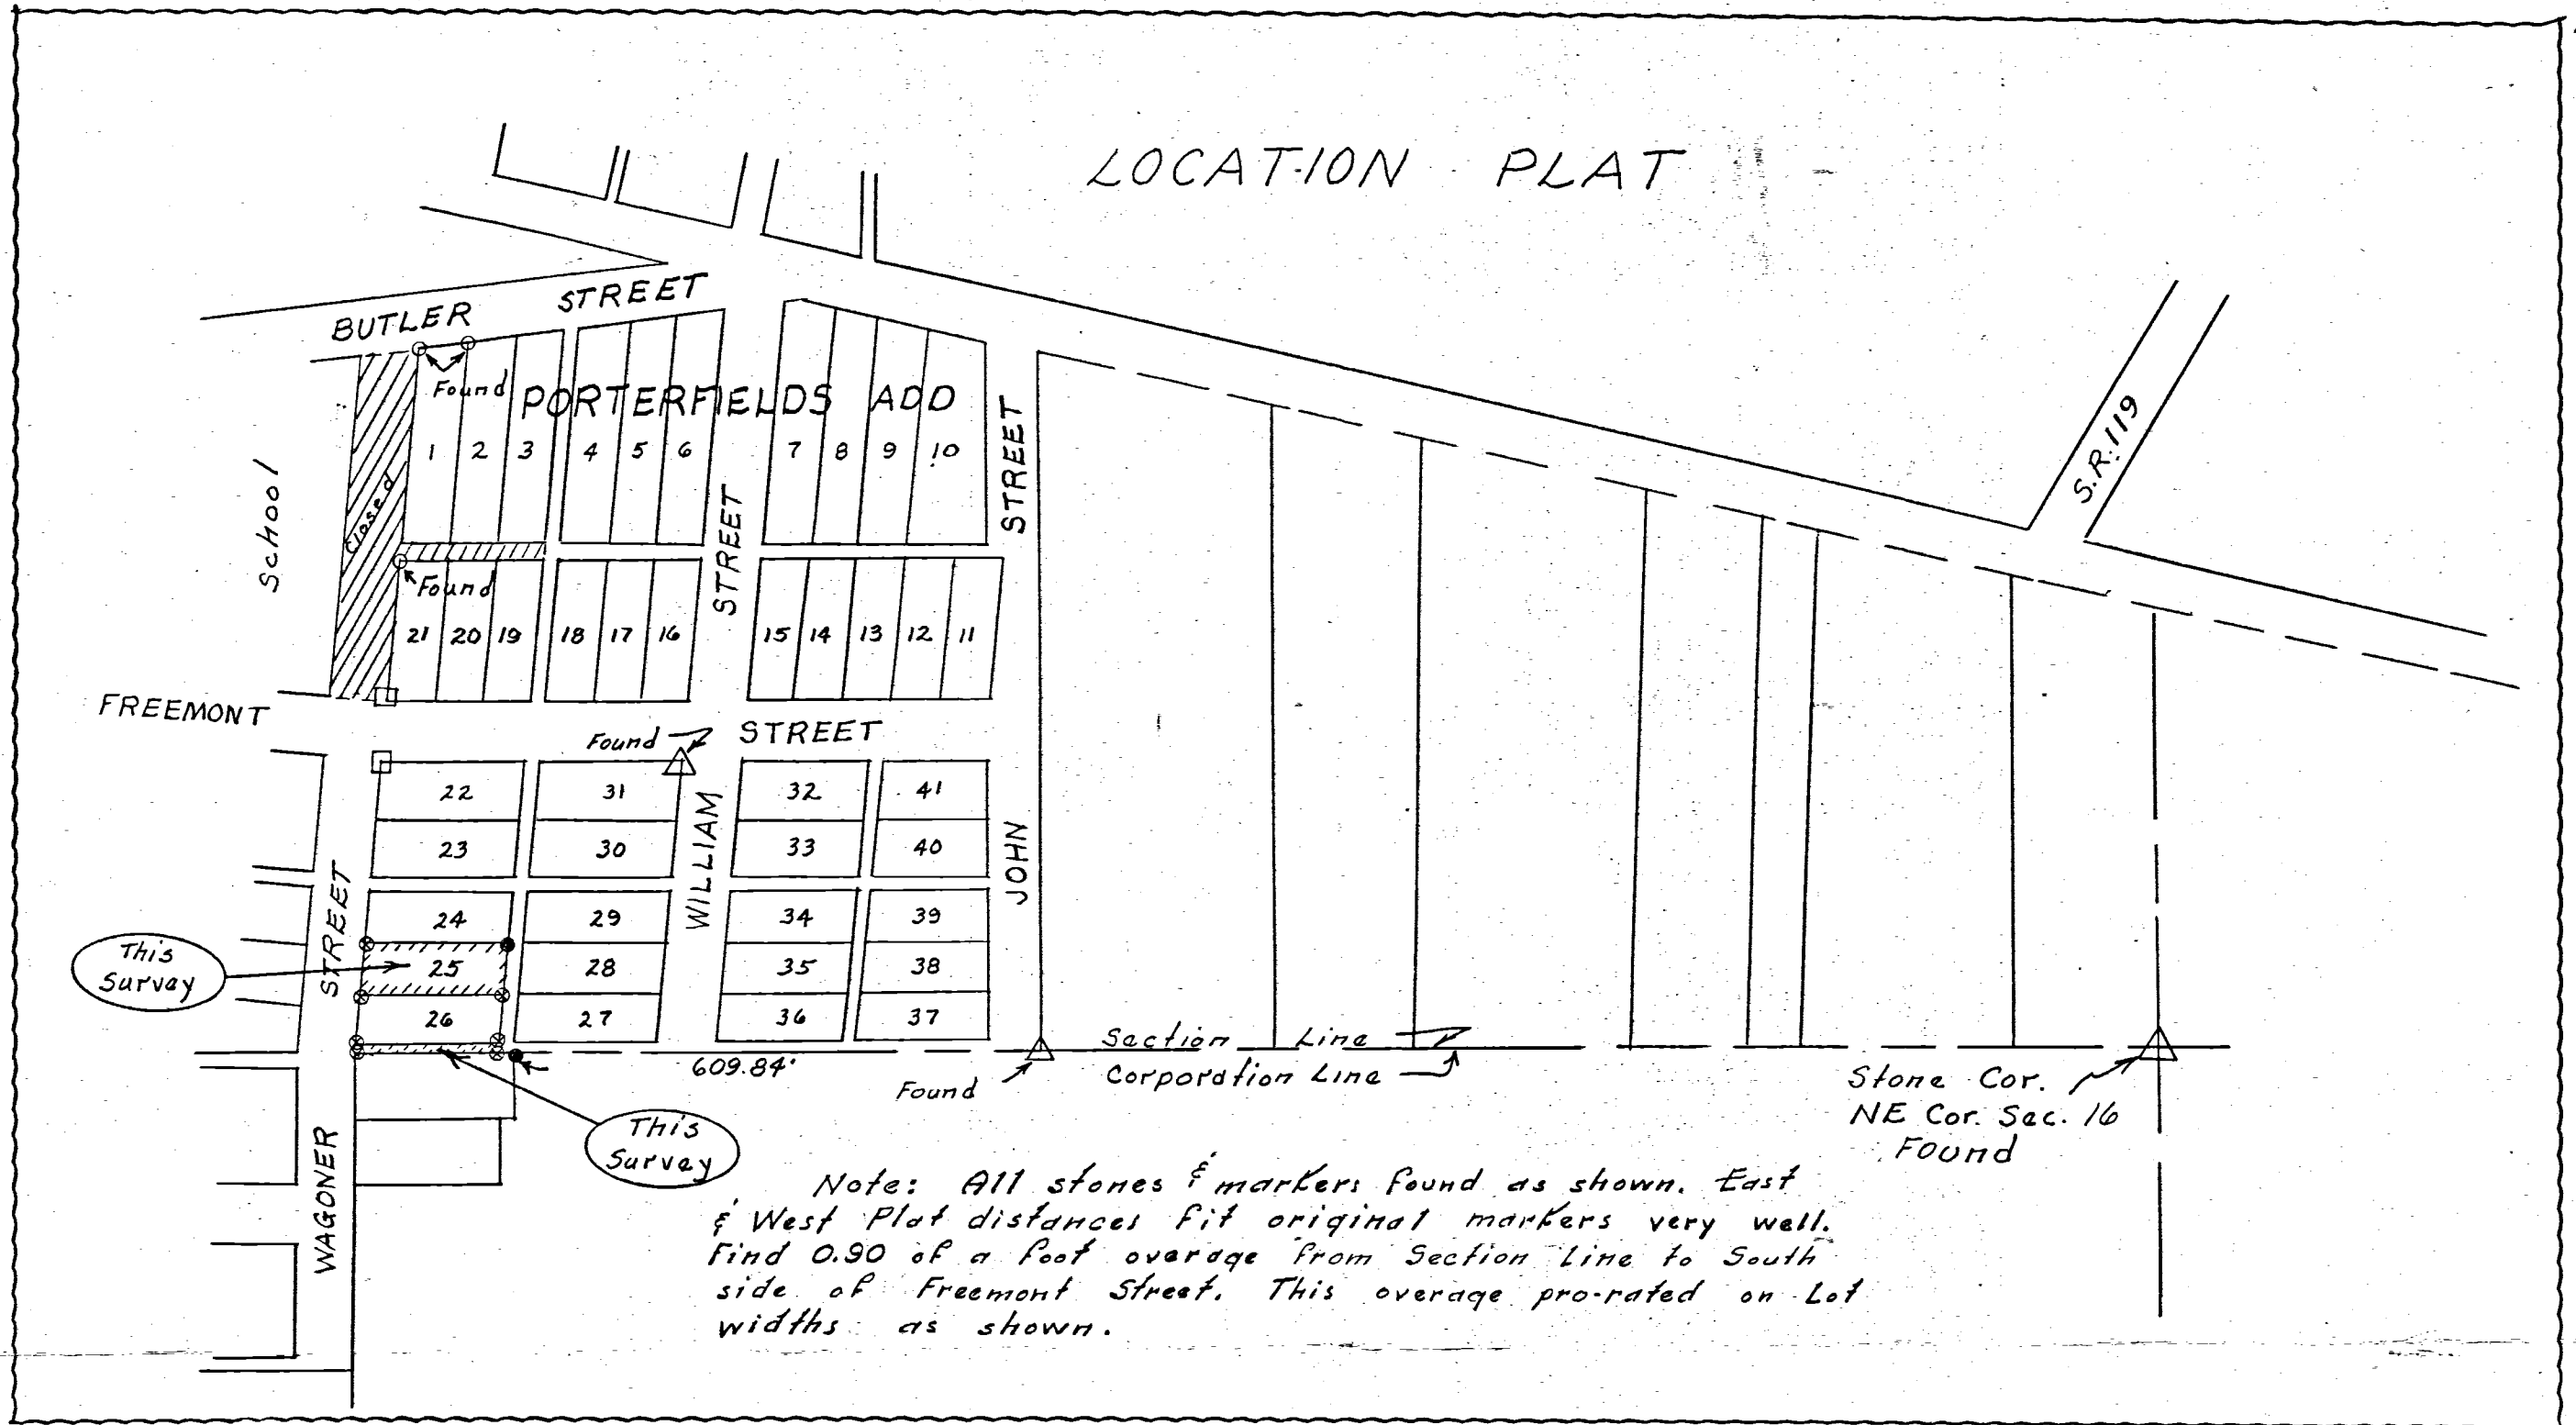 LOCATION PLAT
BUTLER STREET
Found
PORTERFIELDS ADD
1 2 3 4 5 6 7 8 9 10
STREET
STREET
School
Closed
S.R. 119
Found
21 20 19 18 17 16 15 14 13 12 11
FREEMONT STREET
Found
22 31 32 41
23 30 33 40
WILLIAM
JOHN
STREET
24 29 34 39
This
Survey
25 28 35 38
26 27 36 37
609.84'
Found
Section Line
Corporation Line
Stone Cor.
NE Cor. Sec. 16
Found
This
Survey
WAGONER
Note: All stones & markers found as shown. East
& West Plat distances fit original markers very well.
Find 0.90 of a foot overage from Section Line to South
side of Freemont Street. This overage pro-rated on Lot
widths as shown.